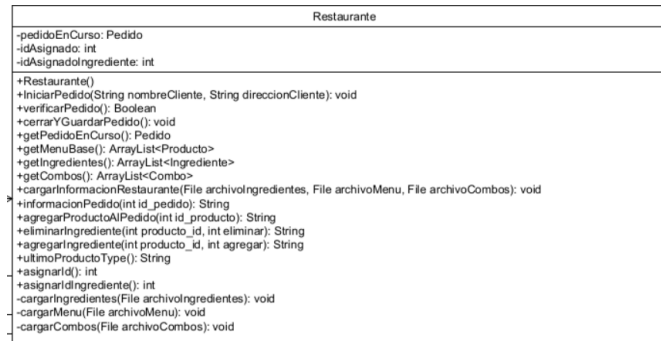 Restaurante
-pedidoEnCurso: Pedido
-idAsignado: int
-idAsignadoIngrediente: int
+Restaurante()
+IniciarPedido(String nombreCliente, String direccionCliente): void
+verificarPedido(): Boolean
+cerrarYGuardarPedido(): void
+getPedidoEnCurso(): Pedido
+getMenuBase(): ArrayList<Producto>
+getIngredientes(): ArrayList<Ingrediente>
+getCombos(): ArrayList<Combo>
+cargarInformacionRestaurante(File archivoIngredientes, File archivoMenu, File archivoCombos): void
+informacionPedido(int id_pedido): String
+agregarProductoAlPedido(int id_producto): String
+eliminarIngrediente(int producto_id, int eliminar): String
+agregarIngrediente(int producto_id, int agregar): String
+ultimoProductoType(): String
+asignarId(): int
+asignarIdIngrediente(): int
-cargarIngredientes(File archivoIngredientes): void
-cargarMenu(File archivoMenu): void
-cargarCombos(File archivoCombos): void